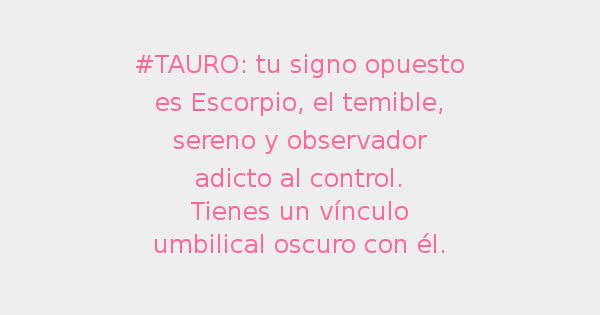 #TAURO: tu signo opuesto
es Escorpio, el temible,
sereno y observador
adicto al control.
Tienes un vínculo
umbilical oscuro con él.